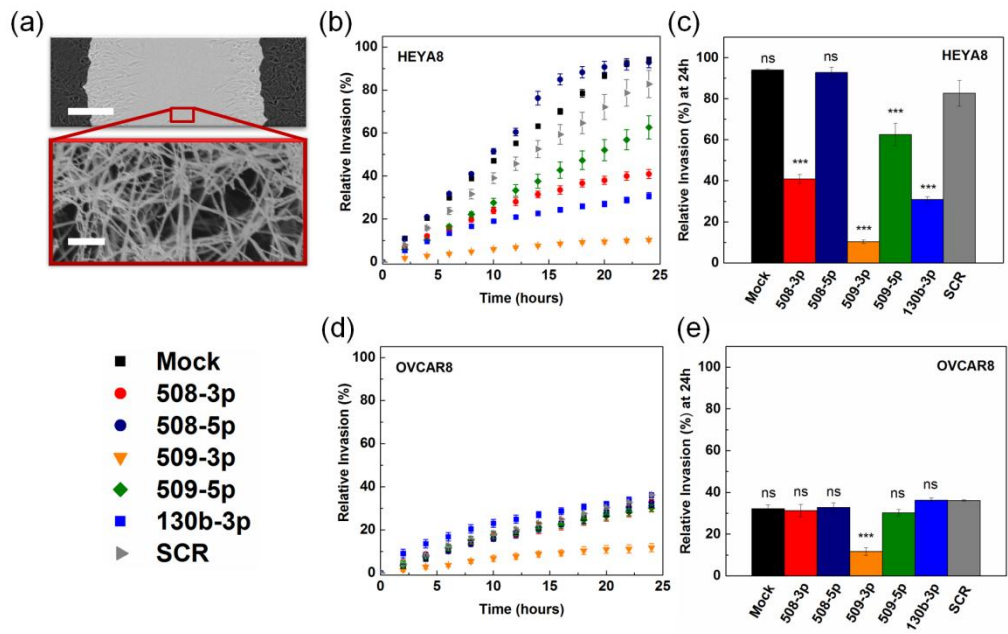 (a)
(b)
HEYA8
Relative Invasion (%)
100
80
60
40
20
0
0
5
10
15
20
25
Time (hours)
(c)
HEYA8
Relative Invasion (%) at 24h
100
80
60
40
20
0
ns
***
ns
***
***
***
Mock
508-3p
508-5p
509-3p
509-5p
130b-3p
SCR
Mock
508-3p
508-5p
509-3p
509-5p
130b-3p
SCR
(d)
OVCAR8
Relative Invasion (%)
100
80
60
40
20
0
0
5
10
15
20
25
Time (hours)
(e)
OVCAR8
Relative Invasion (%) at 24h
100
80
60
40
20
0
ns
ns
ns
***
ns
ns
Mock
508-3p
508-5p
509-3p
509-5p
130b-3p
SCR